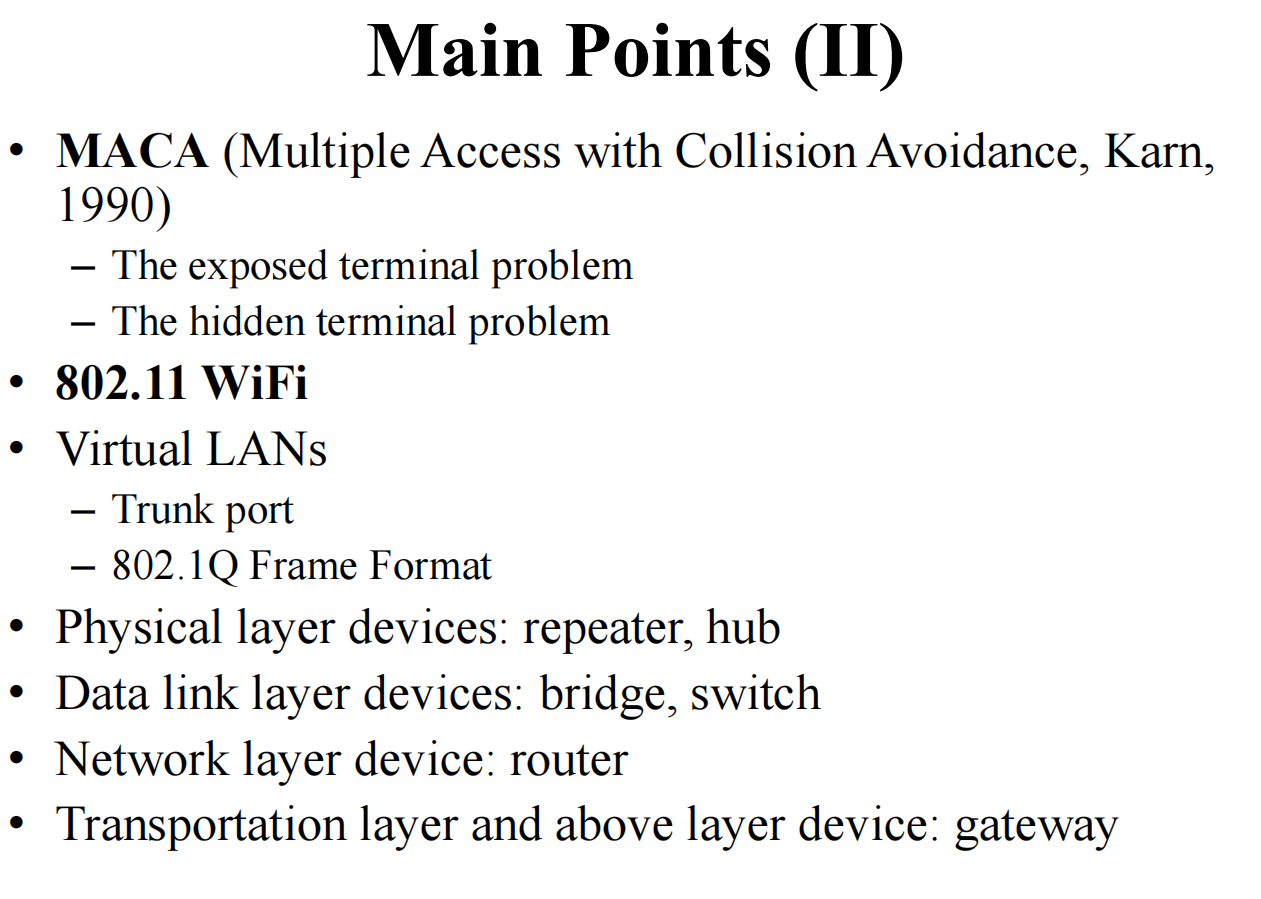 Main Points (II)
• MACA (Multiple Access with Collision Avoidance, Karn,
1990)
– The exposed terminal problem
– The hidden terminal problem
• 802.11 WiFi
• Virtual LANs
– Trunk port
– 802.1Q Frame Format
• Physical layer devices: repeater, hub
• Data link layer devices: bridge, switch
• Network layer device: router
• Transportation layer and above layer device: gateway